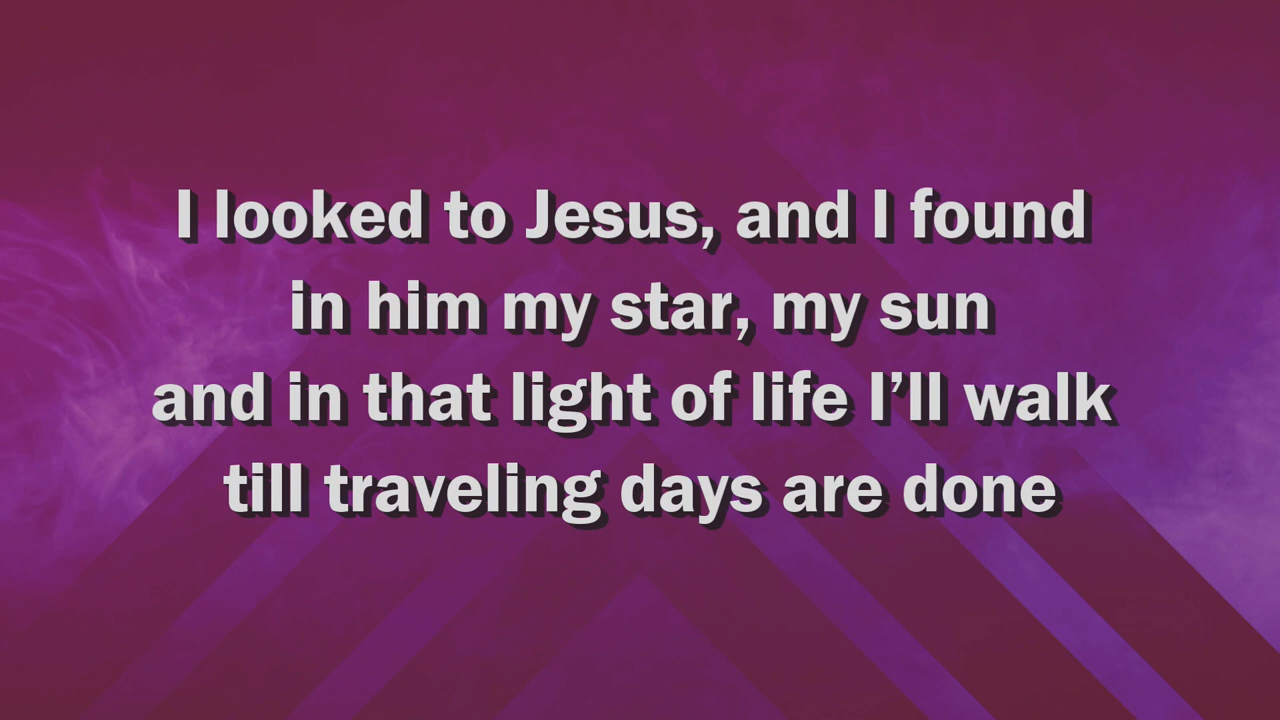 I looked to Jesus, and I found
in him my star, my sun
and in that light of life I’ll walk
till traveling days are done